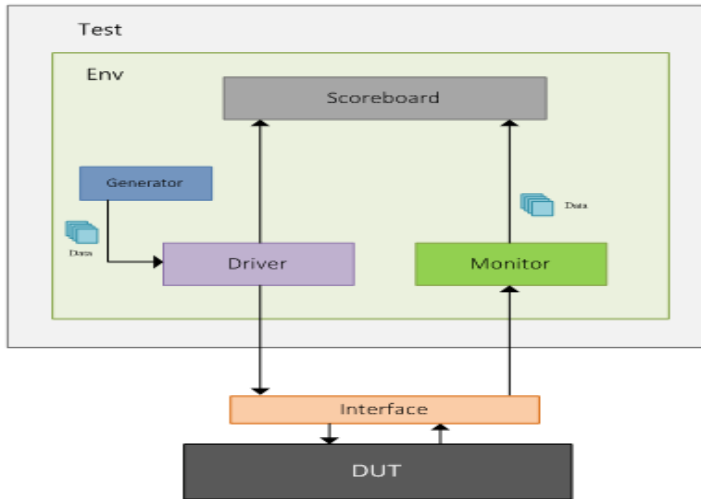 Test
Env
Scoreboard
Generator
Data
Data
Driver
Monitor
Interface
DUT